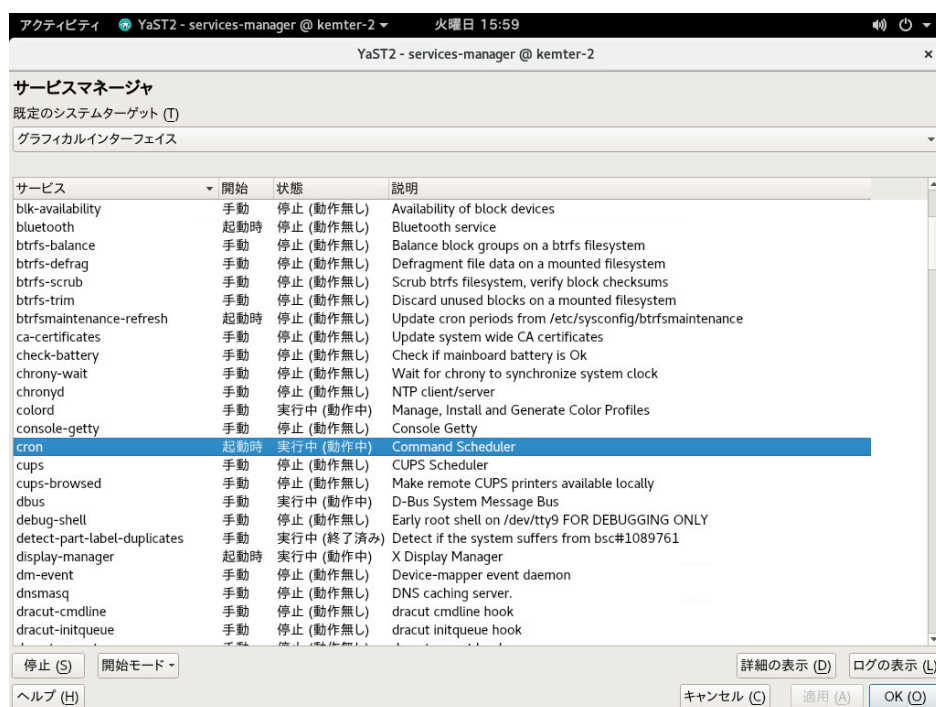 アクティビティ YaST2 - services-manager @ kemter-2 火曜日 15:59
YaST2 - services-manager @ kemter-2 ×
サービスマネージャ
既定のシステムターゲット (T)
グラフィカルインターフェイス
サービス 開始 状態 説明
blk-availability 手動 停止 (動作無し) Availability of block devices
bluetooth 起動時 停止 (動作無し) Bluetooth service
btrfs-balance 手動 停止 (動作無し) Balance block groups on a btrfs filesystem
btrfs-defrag 手動 停止 (動作無し) Defragment file data on a mounted filesystem
btrfs-scrub 手動 停止 (動作無し) Scrub btrfs filesystem, verify block checksums
btrfs-trim 手動 停止 (動作無し) Discard unused blocks on a mounted filesystem
btrfsmaintenance-refresh 起動時 停止 (動作無し) Update cron periods from /etc/sysconfig/btrfsmaintenance
ca-certificates 手動 停止 (動作無し) Update system wide CA certificates
check-battery 手動 停止 (動作無し) Check if mainboard battery is Ok
chrony-wait 手動 停止 (動作無し) Wait for chrony to synchronize system clock
chronyd 手動 停止 (動作無し) NTP client/server
colord 手動 実行中 (動作中) Manage, Install and Generate Color Profiles
console-getty 手動 停止 (動作無し) Console Getty
cron 起動時 実行中 (動作中) Command Scheduler
cups 手動 停止 (動作無し) CUPS Scheduler
cups-browsed 手動 停止 (動作無し) Make remote CUPS printers available locally
dbus 手動 実行中 (動作中) D-Bus System Message Bus
debug-shell 手動 停止 (動作無し) Early root shell on /dev/tty9 FOR DEBUGGING ONLY
detect-part-label-duplicates 手動 実行中 (終了済み) Detect if the system suffers from bsc#1089761
display-manager 起動時 実行中 (動作中) X Display Manager
dm-event 手動 停止 (動作無し) Device-mapper event daemon
dnsmasq 手動 停止 (動作無し) DNS caching server.
dracut-cmdline 手動 停止 (動作無し) dracut cmdline hook
dracut-initqueue 手動 停止 (動作無し) dracut initqueue hook
停止 (S) 開始モード 詳細の表示 (D) ログの表示 (L)
ヘルプ (H) キャンセル (C) 適用 (A) OK (O)